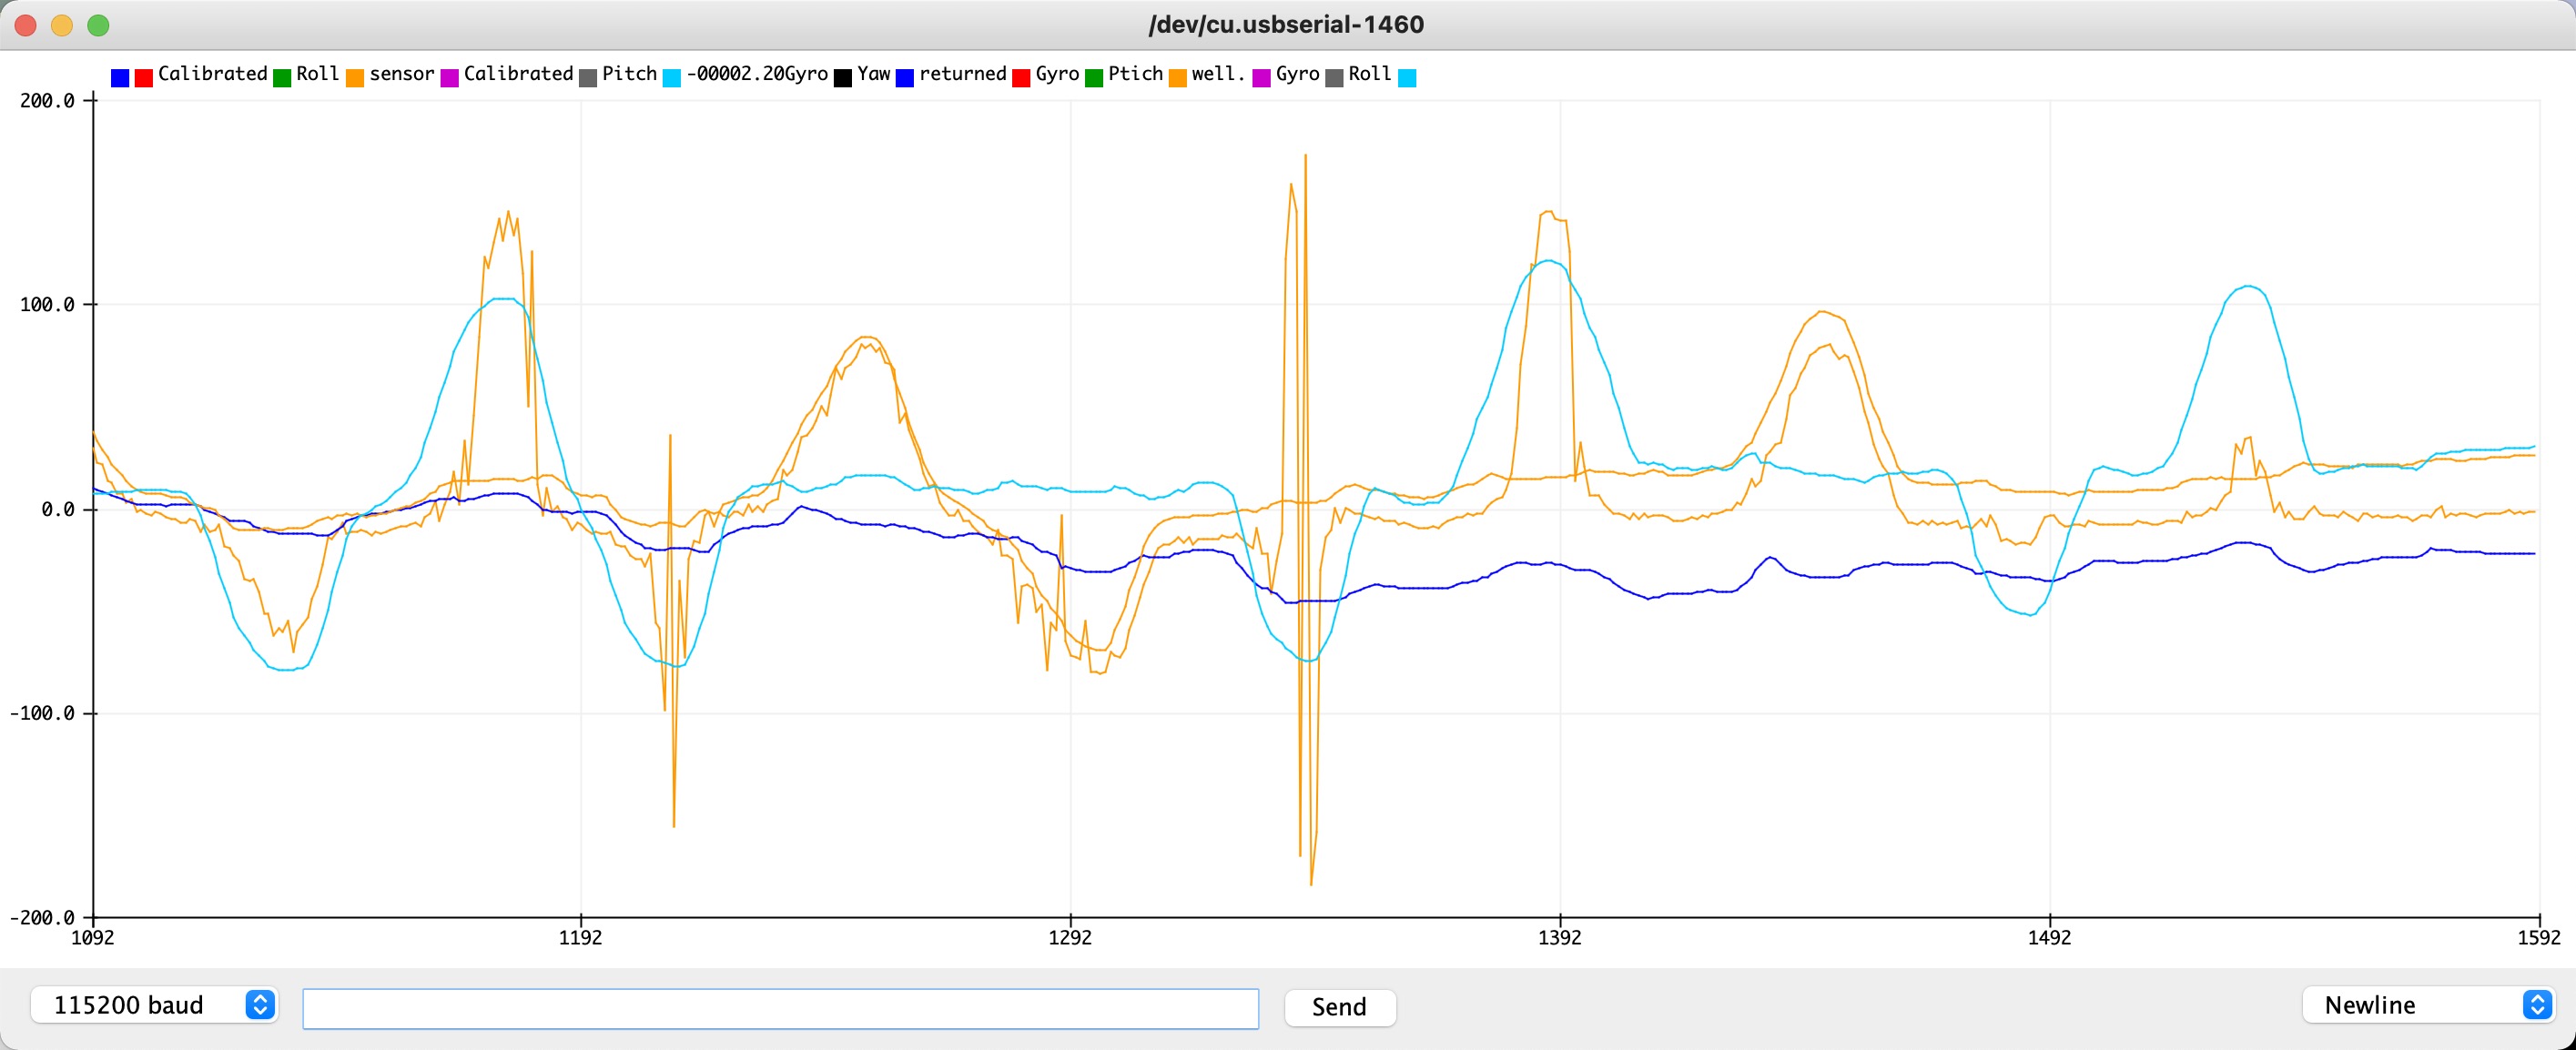 /dev/cu.usbserial-1460
Calibrated Roll sensor Calibrated Pitch -00002.20Gyro Yaw returned Gyro Ptich well. Gyro Roll
200.0
100.0
0.0
-100.0
-200.0
1092 1192 1292 1392 1492 1592
115200 baud Send Newline